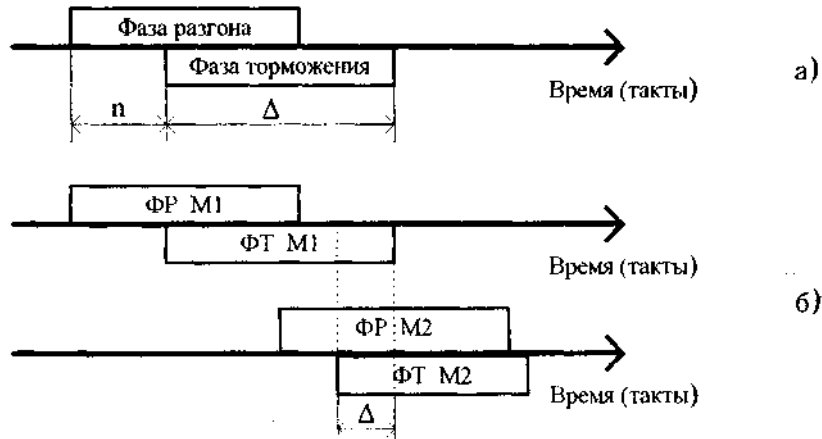 Фаза разгона
Фаза торможения
Время (такты)
а)
n
Δ
ФР М1
ФТ М1
Время (такты)
б)
ФР М2
ФТ М2
Время (такты)
Δ